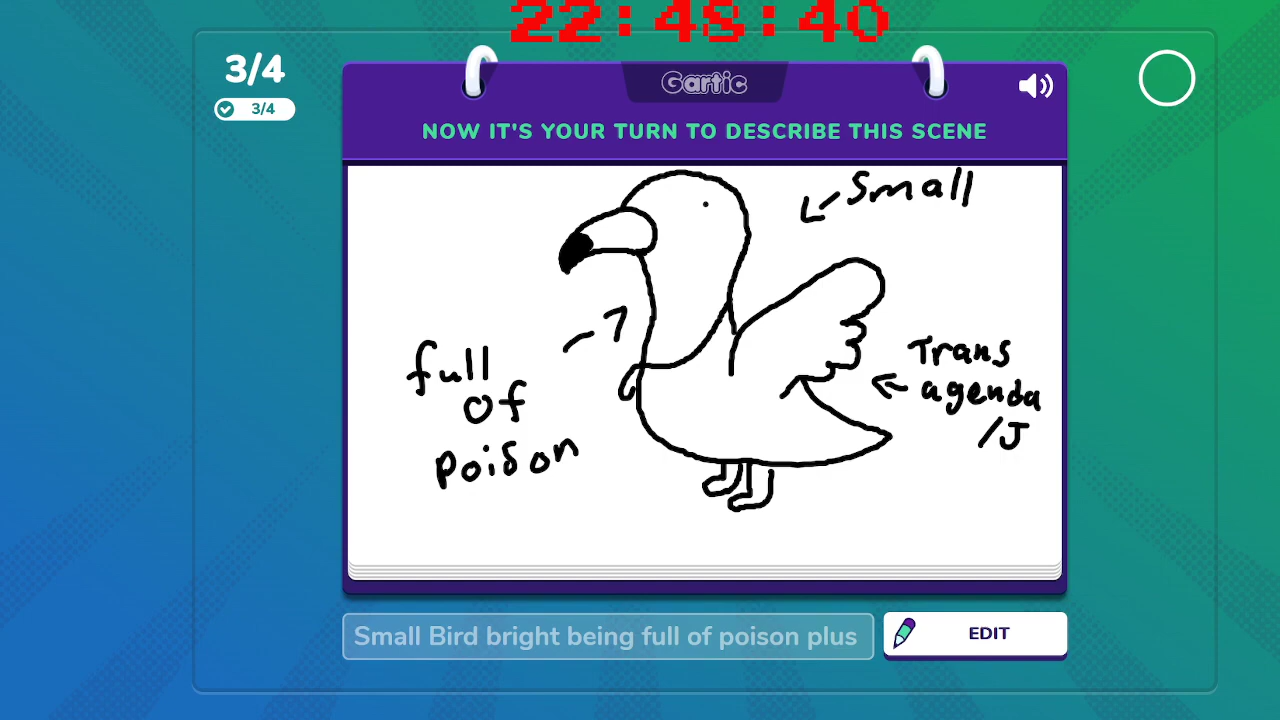 22:48:40
3/4
3/4
Gartic
NOW IT'S YOUR TURN TO DESCRIBE THIS SCENE
Small
full
of
poison
Trans
agenda
/J
Small Bird bright being full of poison plus
EDIT